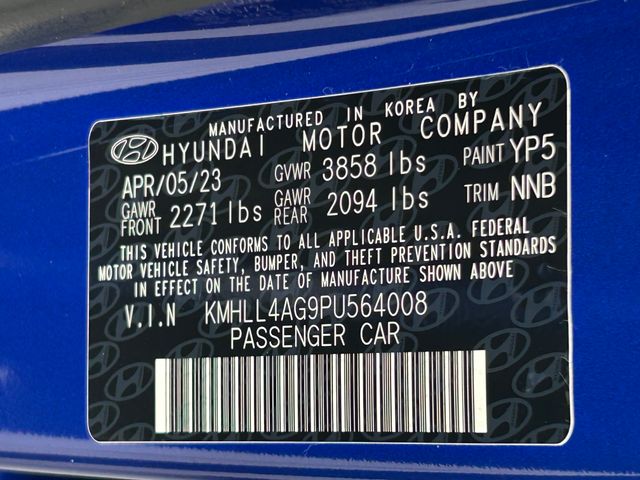 MANUFACTURED IN KOREA BY
HYUNDAI MOTOR COMPANY
APR/05/23 GVWR 3858 lbs PAINT YP5
GAWR FRONT 2271 lbs GAWR REAR 2094 lbs TRIM NNB
THIS VEHICLE CONFORMS TO ALL APPLICABLE U.S.A. FEDERAL
MOTOR VEHICLE SAFETY, BUMPER, AND THEFT PREVENTION STANDARDS
IN EFFECT ON THE DATE OF MANUFACTURE SHOWN ABOVE
V.I.N KMHLL4AG9PU564008
PASSENGER CAR